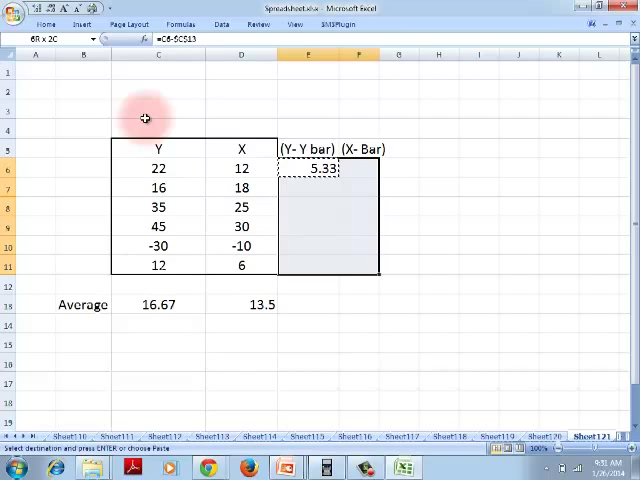 Spreadsheet.xlsx - Microsoft Excel
Home Insert Page Layout Formulas Data Review View
6R x 2C fx =C6-$C$13
A B C D E F G H I J K L
1
2
3
4
5 Y X (Y- Y bar) (X- Bar)
6 22 12 5.33
7 16 18
8 35 25
9 45 30
10 -30 -10
11 12 6
12
13 Average 16.67 13.5
14
15
16
17
18
19
Sheet110 Sheet111 Sheet112 Sheet113 Sheet114 Sheet115 Sheet116 Sheet117 Sheet118 Sheet119 Sheet120 Sheet121
Select destination and press ENTER or choose Paste 100%
9:31 AM
1/26/2014